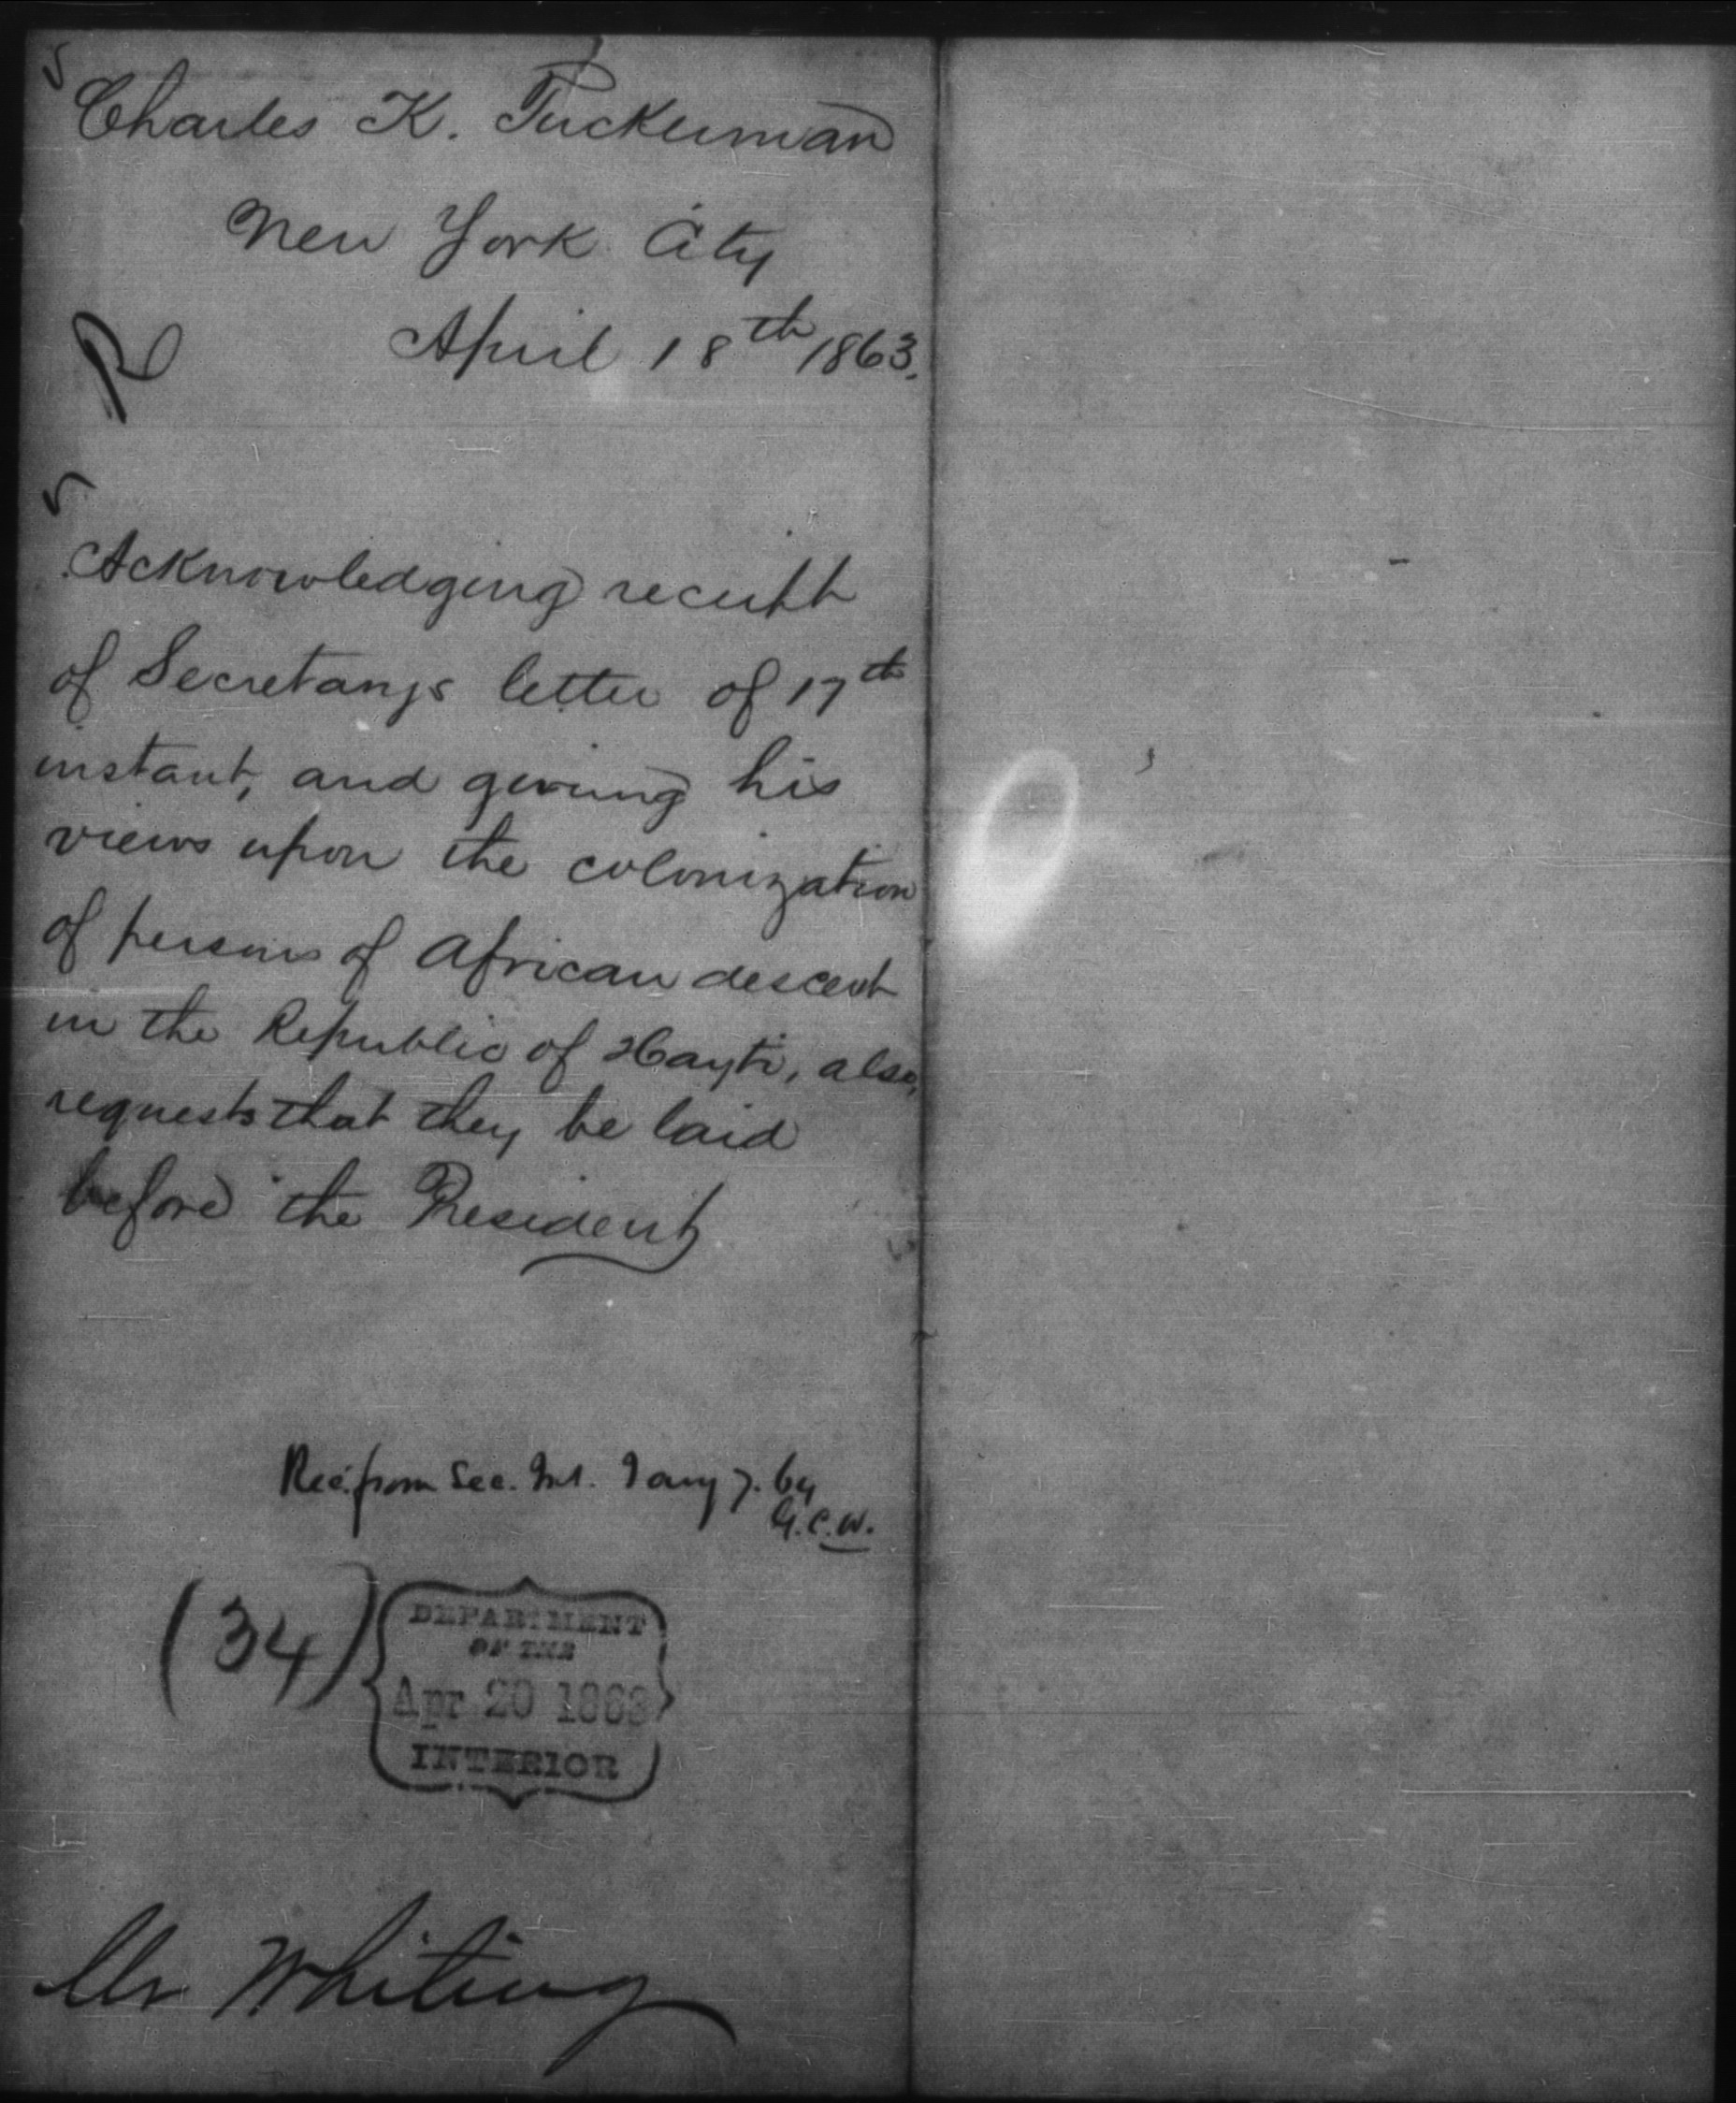 Charles K. Tuckerman
New York City
April 18th 1863.
R
Acknowledging receipt
of Secretarys letter of 17th
instant, and giving his
views upon the colonization
of persons of African descent
in the Republic of Hayti, also,
requests that they be laid
before the President
Rec. from Sec. Int. Jany 7. 64
G.C.W.
(34)
DEPARTMENT
OF THE
Apr 20 1863
INTERIOR
Mr Whiting